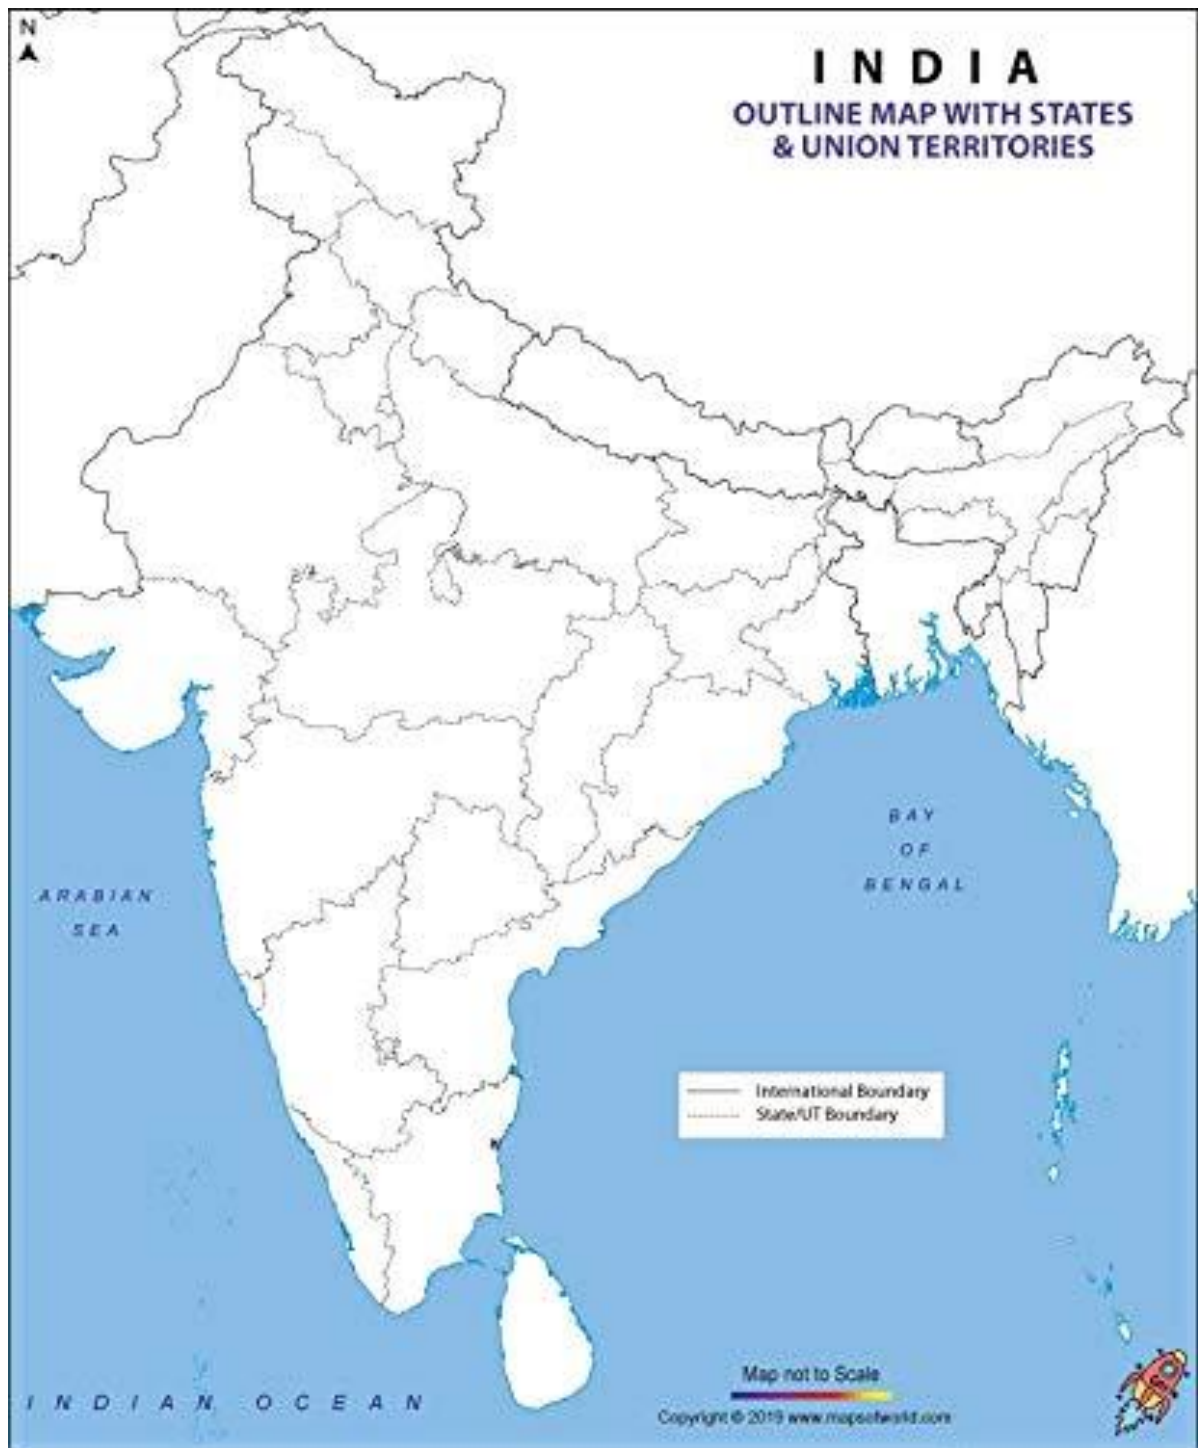 N
INDIA
OUTLINE MAP WITH STATES
& UNION TERRITORIES
BAY
OF
BENGAL
ARABIAN
SEA
International Boundary
State/UT Boundary
Map not to Scale
INDIAN OCEAN
Copyright © 2019 www.mapsofworld.com